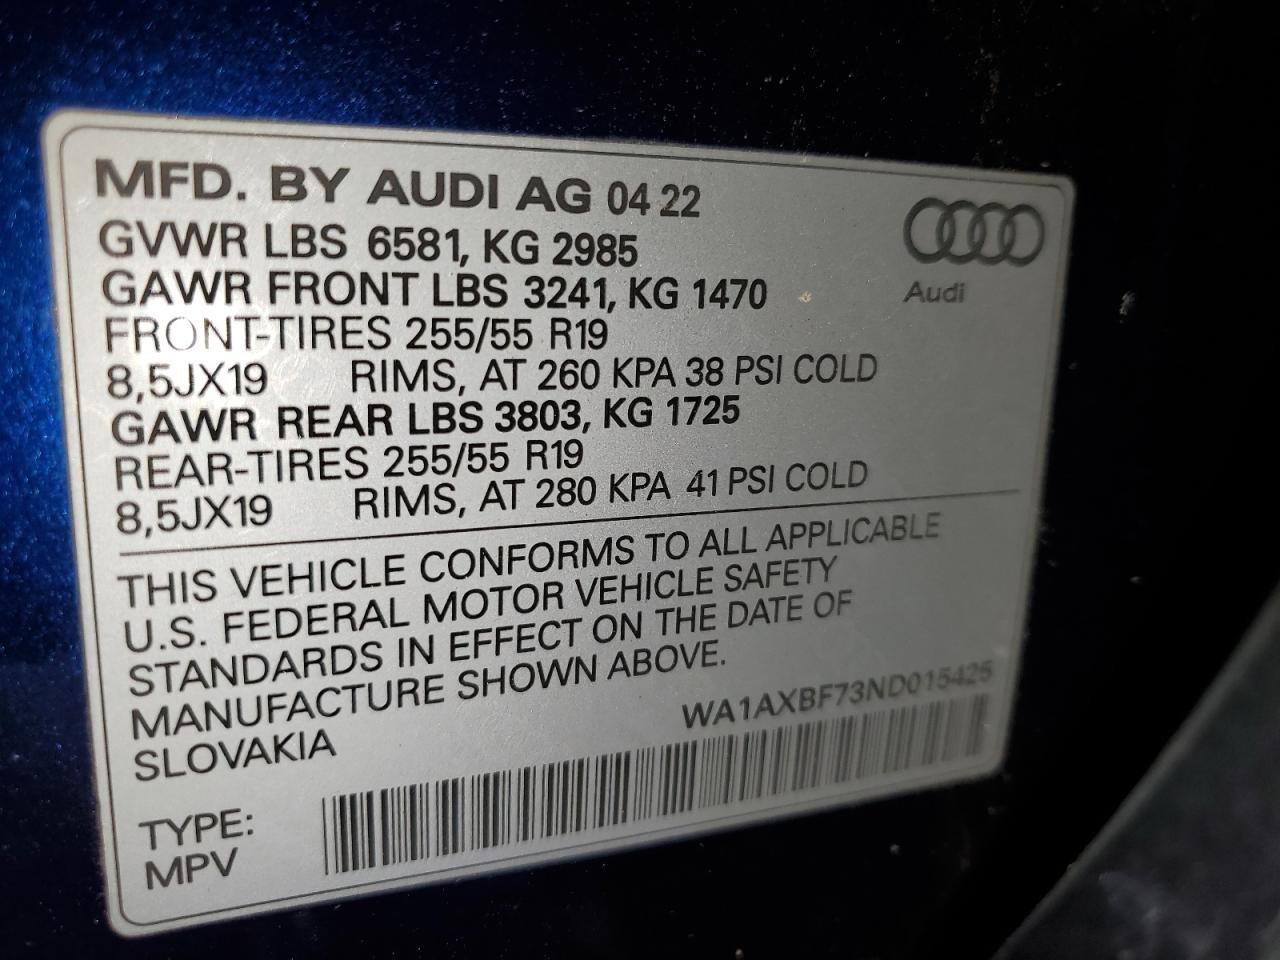 MFD. BY AUDI AG 04 22
Audi
GVWR LBS 6581, KG 2985
GAWR FRONT LBS 3241, KG 1470
FRONT-TIRES 255/55 R19
8,5JX19 RIMS, AT 260 KPA 38 PSI COLD
GAWR REAR LBS 3803, KG 1725
REAR-TIRES 255/55 R19
8,5JX19 RIMS, AT 280 KPA 41 PSI COLD
THIS VEHICLE CONFORMS TO ALL APPLICABLE
U.S. FEDERAL MOTOR VEHICLE SAFETY
STANDARDS IN EFFECT ON THE DATE OF
MANUFACTURE SHOWN ABOVE.
SLOVAKIA
WA1AXBF73ND015425
TYPE:
MPV